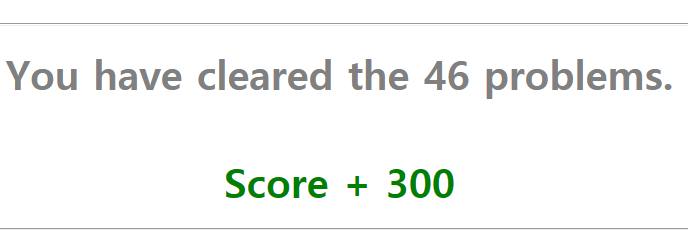 You have cleared the 46 problems.
Score + 300